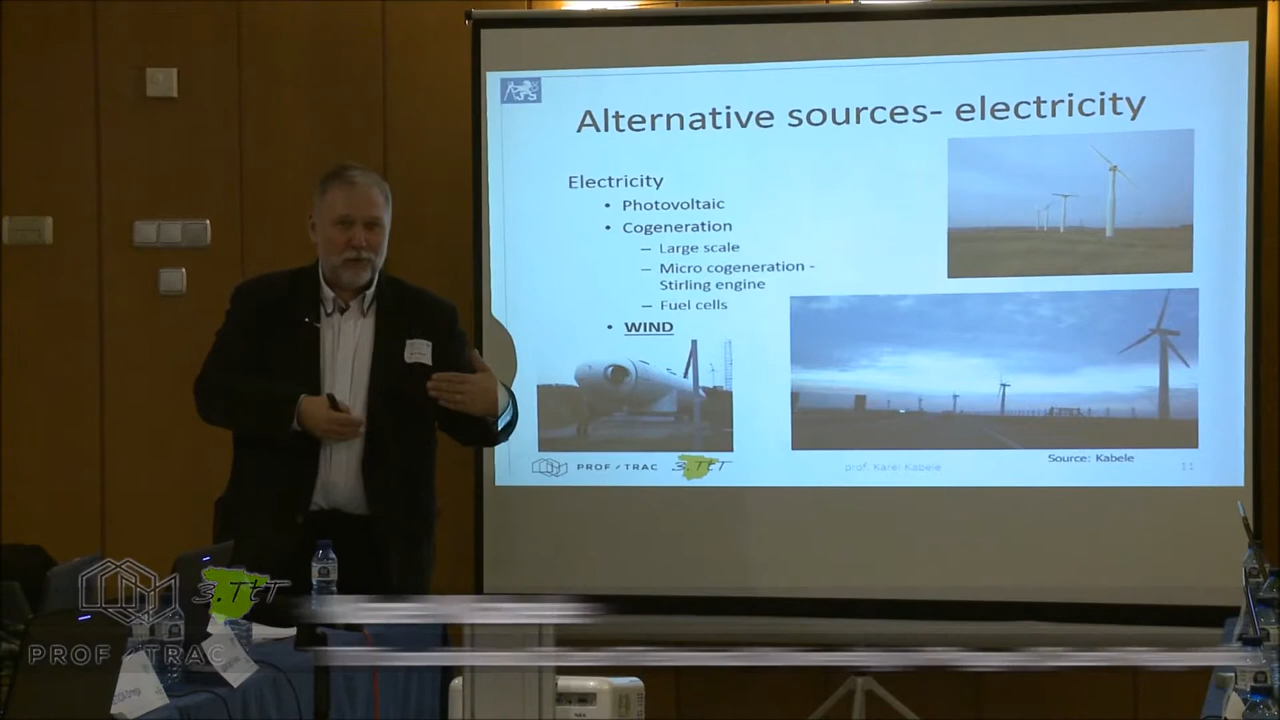 Alternative sources- electricity
Electricity
• Photovoltaic
• Cogeneration
– Large scale
– Micro cogeneration -
Stirling engine
– Fuel cells
• WIND
Source: Kabele
PROF / TRAC
3.TtT
prof. Karel Kabele
11
3.TtT
PROF / TRAC
NEC